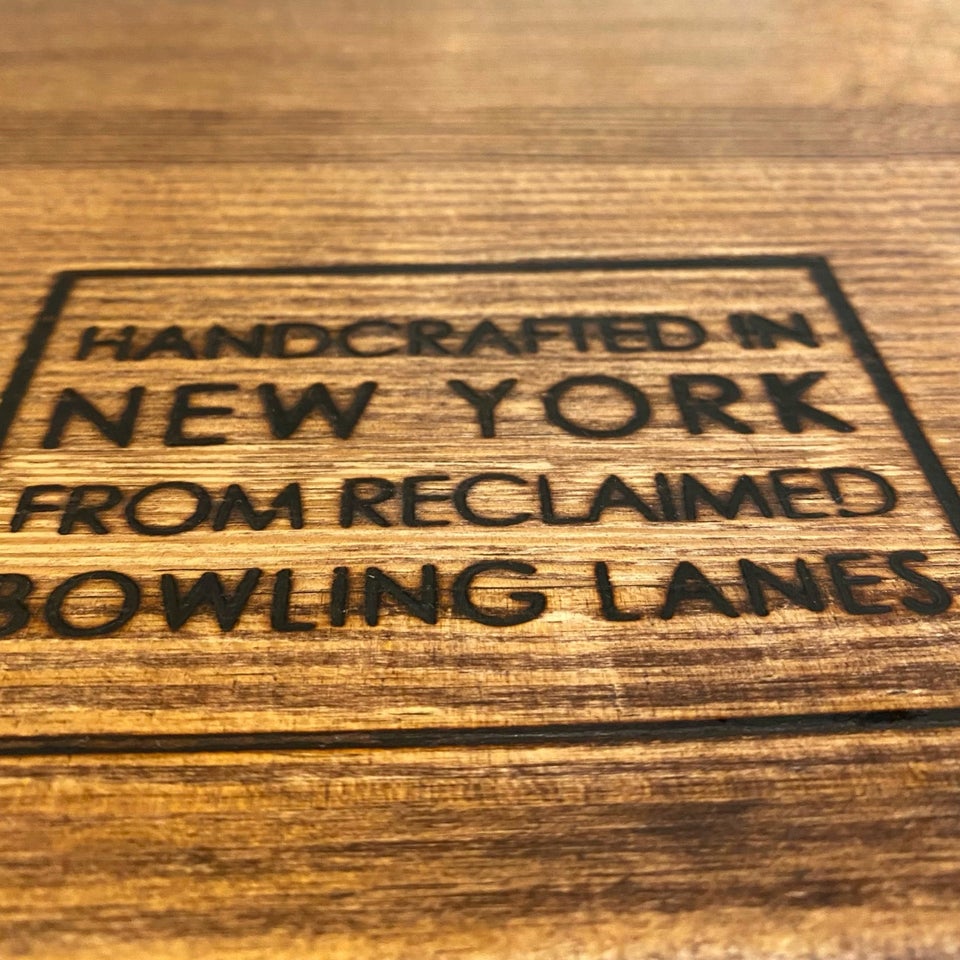 HANDCRAFTED IN
NEW YORK
FROM RECLAIMED
BOWLING LANES